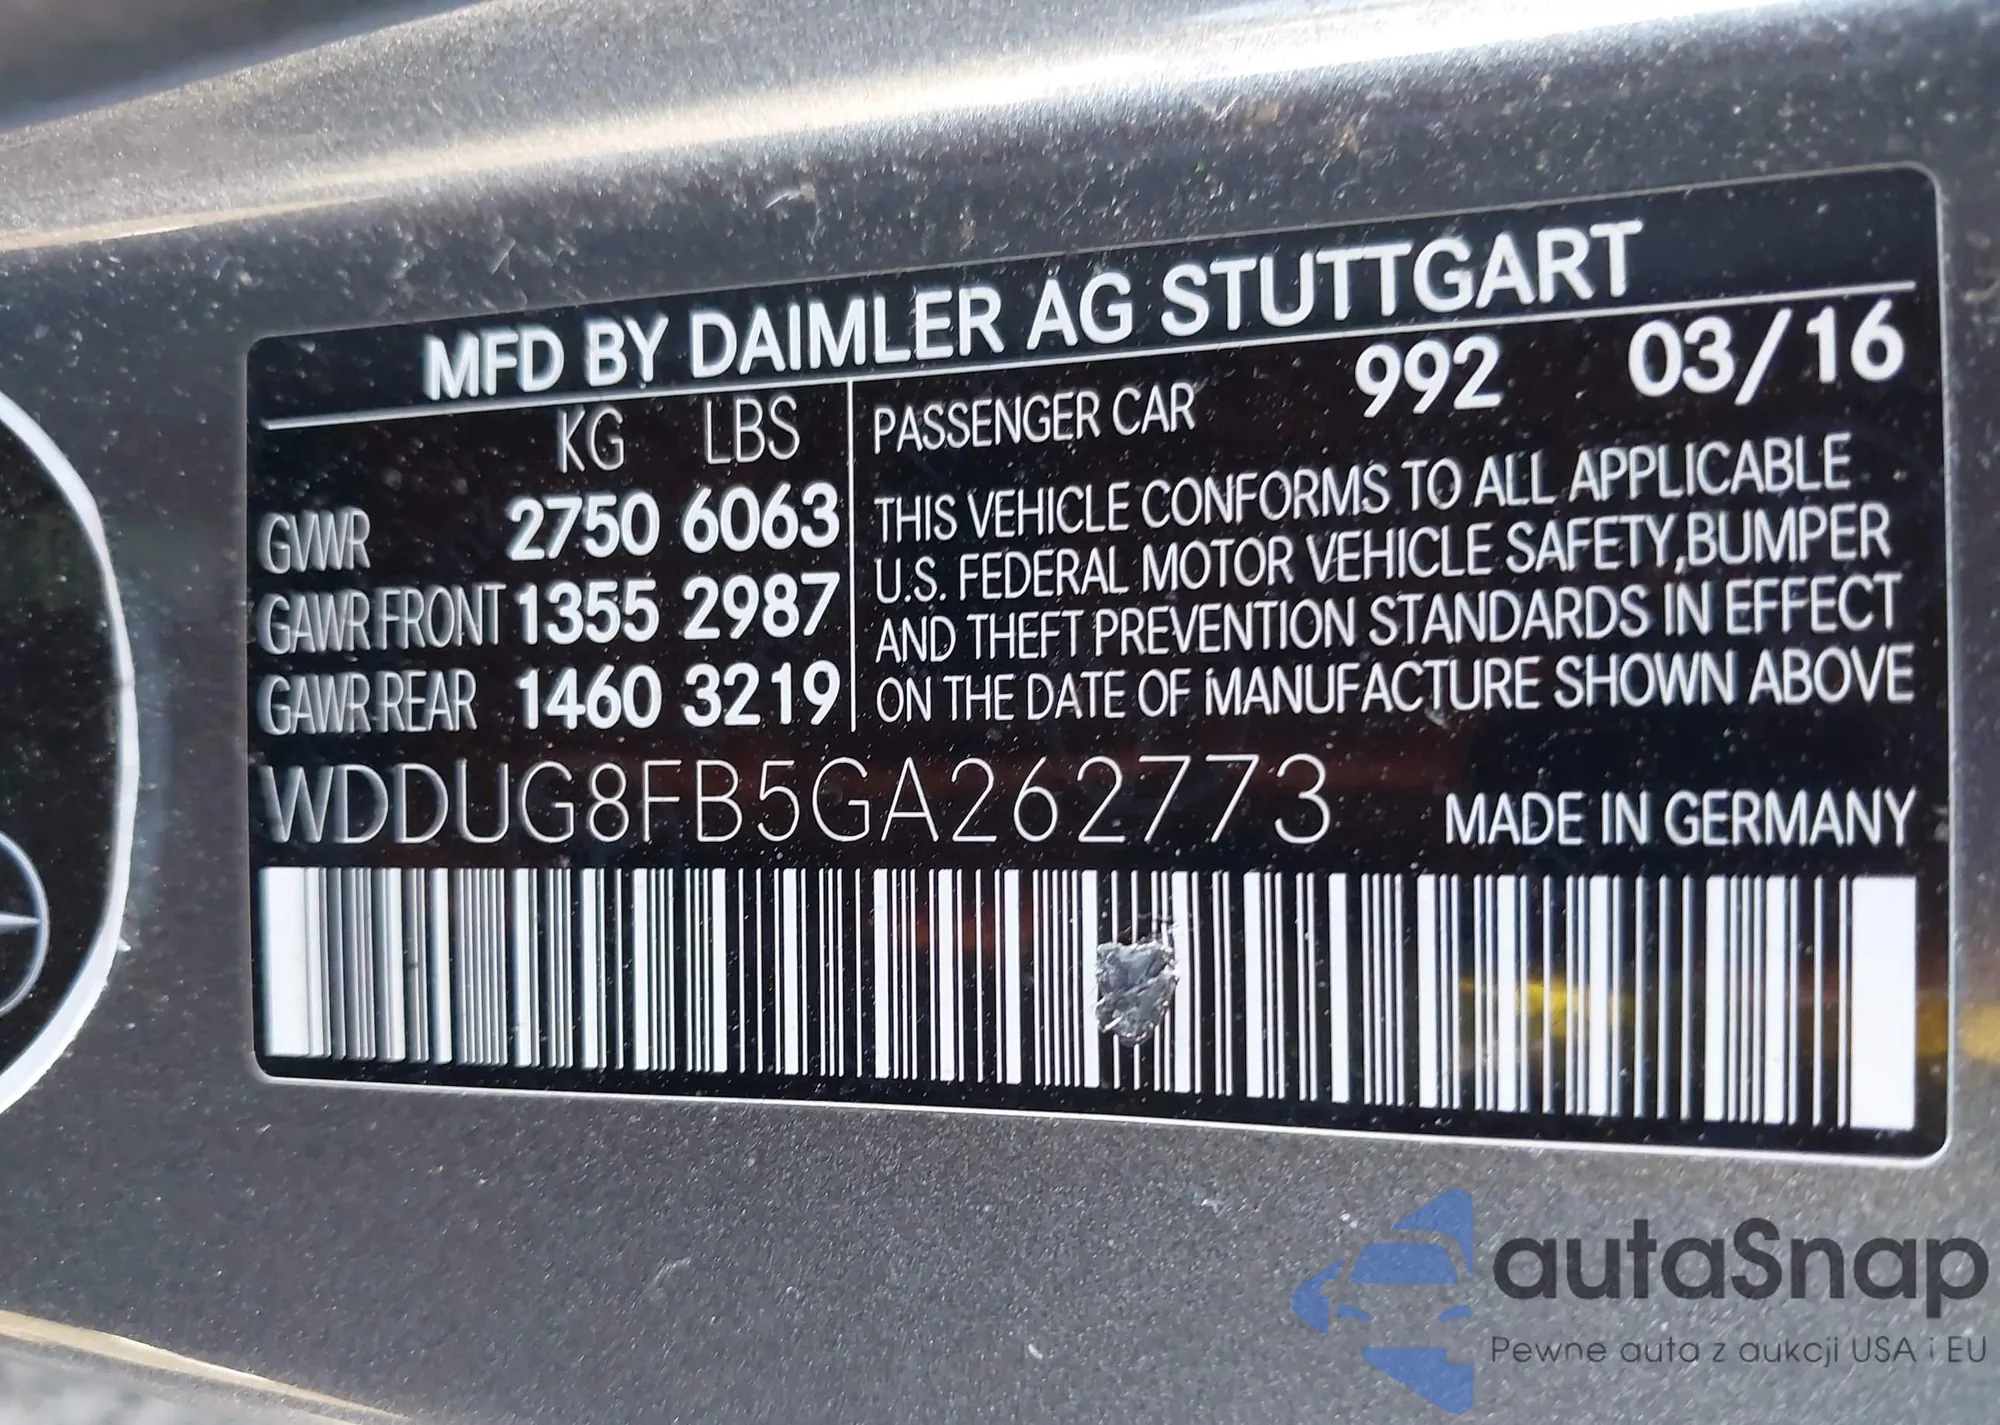 MFD BY DAIMLER AG STUTTGART
KG LBS
GVWR 2750 6063
GAWR FRONT 1355 2987
GAWR REAR 1460 3219
PASSENGER CAR 992 03/16
THIS VEHICLE CONFORMS TO ALL APPLICABLE
U.S. FEDERAL MOTOR VEHICLE SAFETY,BUMPER
AND THEFT PREVENTION STANDARDS IN EFFECT
ON THE DATE OF MANUFACTURE SHOWN ABOVE
WDDUG8FB5GA262773
MADE IN GERMANY
autaSnap
Pewne auta z aukcji USA i EU